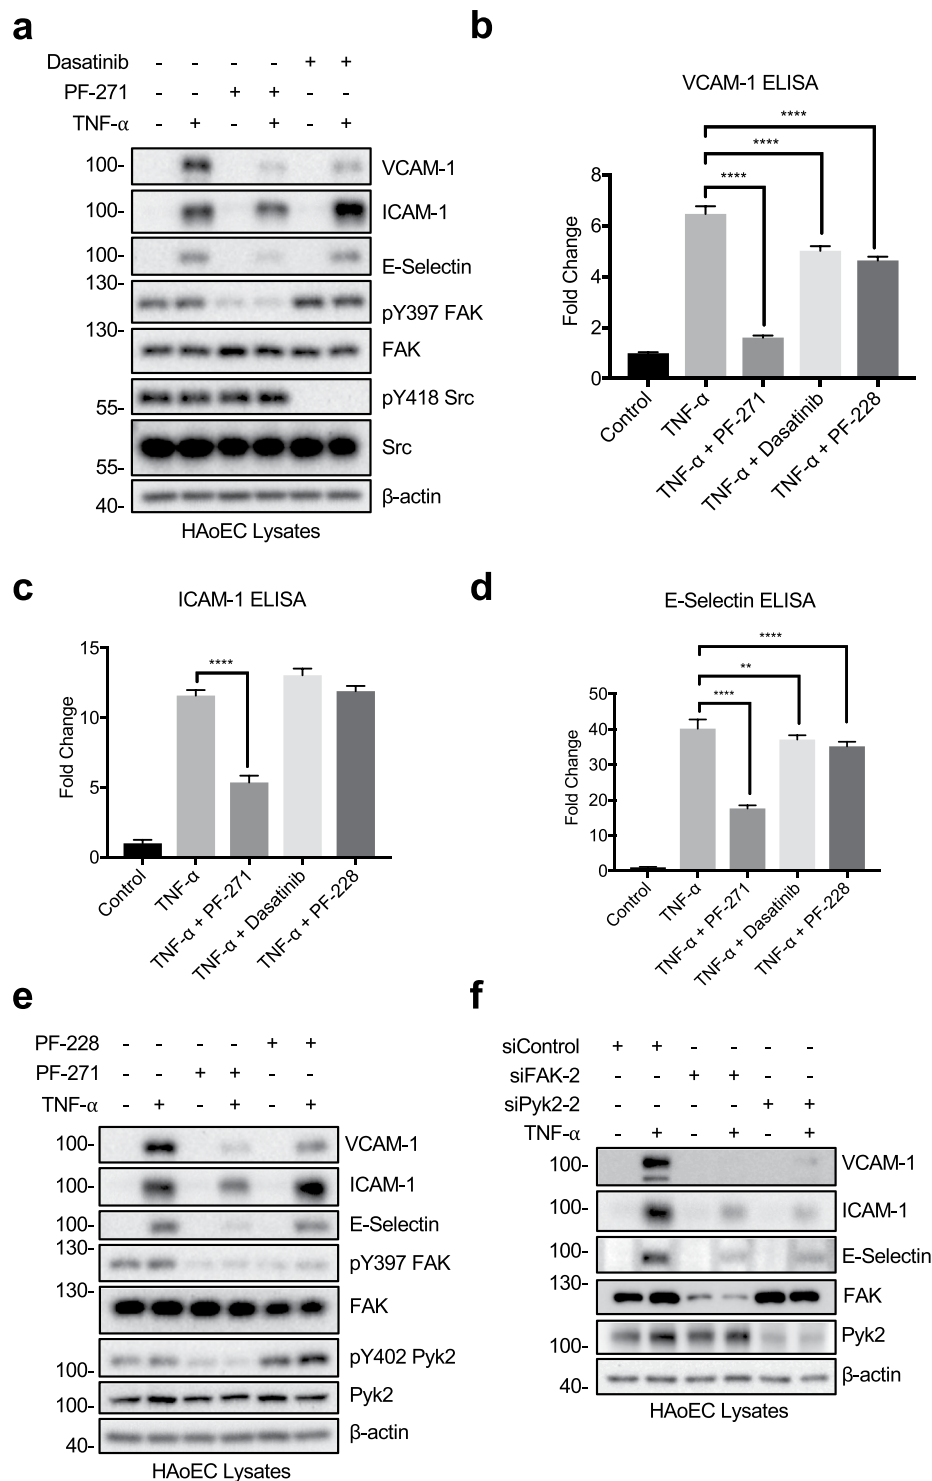 a
Dasatinib - - - - + +
PF-271 - - + + - -
TNF-α - + - + - +
100- VCAM-1
100- ICAM-1
100- E-Selectin
130- pY397 FAK
130- FAK
55- pY418 Src
55- Src
40- β-actin
HAoEC Lysates
b
VCAM-1 ELISA
****
****
****
Fold Change
8
6
4
2
0
Control
TNF-α
TNF-α + PF-271
TNF-α + Dasatinib
TNF-α + PF-228
c
ICAM-1 ELISA
****
Fold Change
15
10
5
0
Control
TNF-α
TNF-α + PF-271
TNF-α + Dasatinib
TNF-α + PF-228
d
E-Selectin ELISA
****
**
****
Fold Change
50
40
30
20
10
0
Control
TNF-α
TNF-α + PF-271
TNF-α + Dasatinib
TNF-α + PF-228
e
PF-228 - - - - + +
PF-271 - - + + - -
TNF-α - + - + - +
100- VCAM-1
100- ICAM-1
100- E-Selectin
130- pY397 FAK
130- FAK
100- pY402 Pyk2
100- Pyk2
40- β-actin
HAoEC Lysates
f
siControl + + - - - -
siFAK-2 - - + + - -
siPyk2-2 - - - - + +
TNF-α - + - + - +
100- VCAM-1
100- ICAM-1
100- E-Selectin
130- FAK
100- Pyk2
40- β-actin
HAoEC Lysates